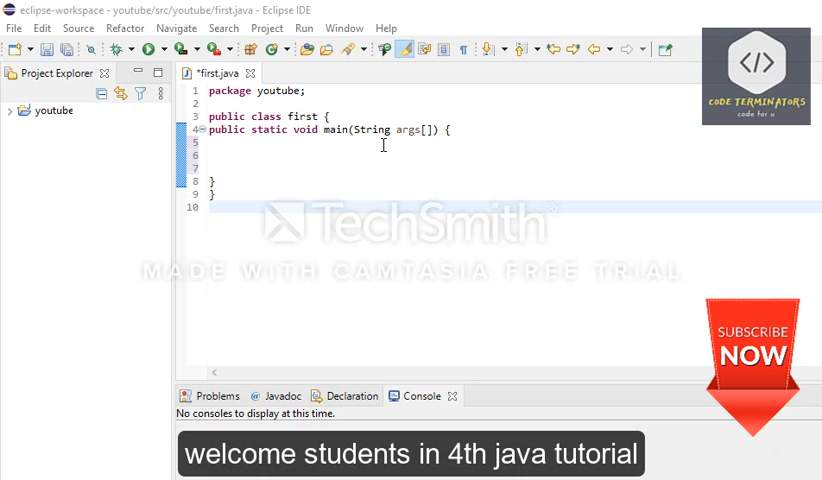 eclipse-workspace - youtube/src/youtube/first.java - Eclipse IDE
File Edit Source Refactor Navigate Search Project Run Window Help
Project Explorer
*first.java
youtube
1 package youtube;
2
3 public class first {
4 public static void main(String args[]) {
5
6
7
8 }
9 }
10
</>
CODE TERMINATORS
code for u
TechSmith
MADE WITH CAMTASIA FREE TRIAL
SUBSCRIBE
NOW
Problems Javadoc Declaration Console
No consoles to display at this time.
welcome students in 4th java tutorial